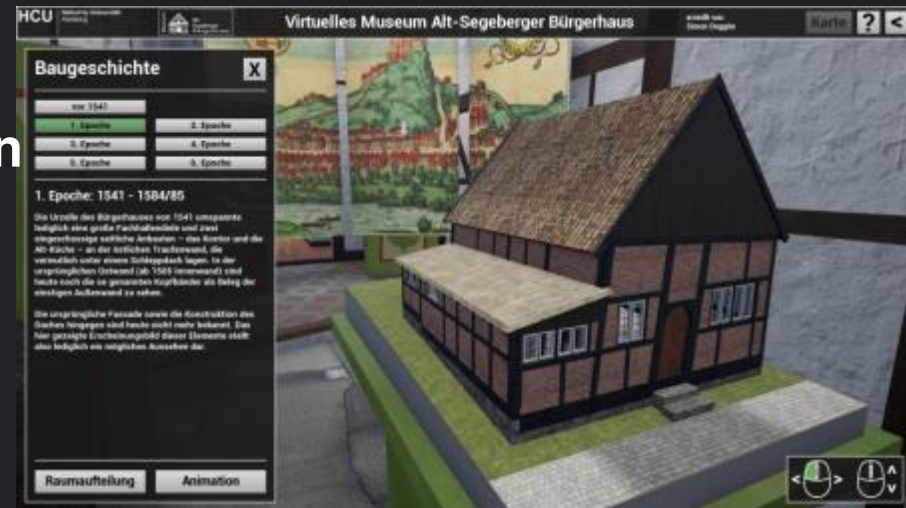 HCU
Virtuelles Museum Alt-Segeberger Bürgerhaus
Karte ? <
n
Baugeschichte X
vor 1541
1. Epoche 2. Epoche
3. Epoche 4. Epoche
5. Epoche 6. Epoche
1. Epoche: 1541 - 1584/85
Die Urzelle des Bürgerhauses von 1541 umspannte
lediglich eine große Fachhallendiele und zwei
eingeschossige seitliche Anbauten – das Kontor und die
Alt-Küche – an der östlichen Traufenwand, die
vermutlich unter einem Schleppdach lagen. In der
ursprünglichen Ostwand (ab 1585 Innenwand) sind
heute noch die so genannten Kopfbänder als Beleg der
einstigen Außenwand zu sehen.
Die ursprüngliche Fassade sowie die Konstruktion des
Daches hingegen sind heute nicht mehr bekannt. Das
hier gezeigte Erscheinungsbild dieser Elemente stellt
also lediglich ein mögliches Aussehen dar.
Raumaufteilung Animation